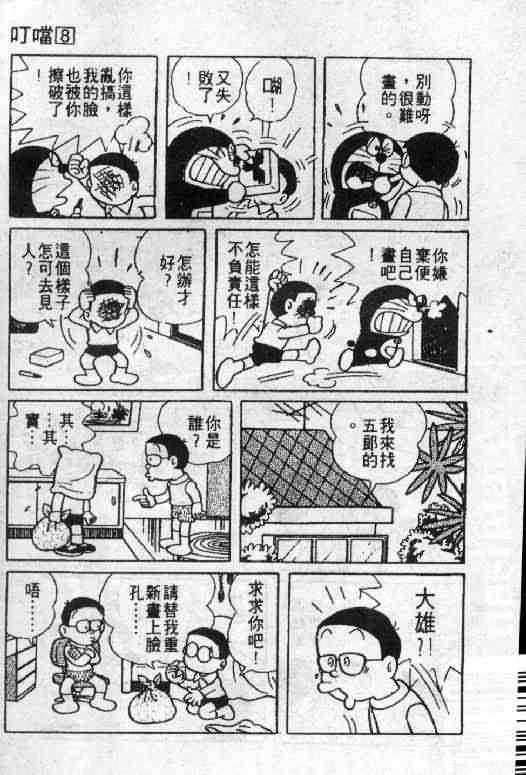 叮噹8
別動呀
，很難
畫的。
嘟！
又失
敗了
！
你這樣
亂搞，
我的臉
也被你
擦破了
！
你嫌
棄便
自己
畫吧
！
怎能這樣
不負責任！
怎辦才
好？
這個樣子
怎可去見
人？
我來找
五郎的
。
你是
誰？
其…
其…
實…
大雄?!
求求你吧！
請替我重
新畫上臉
孔……
唔……